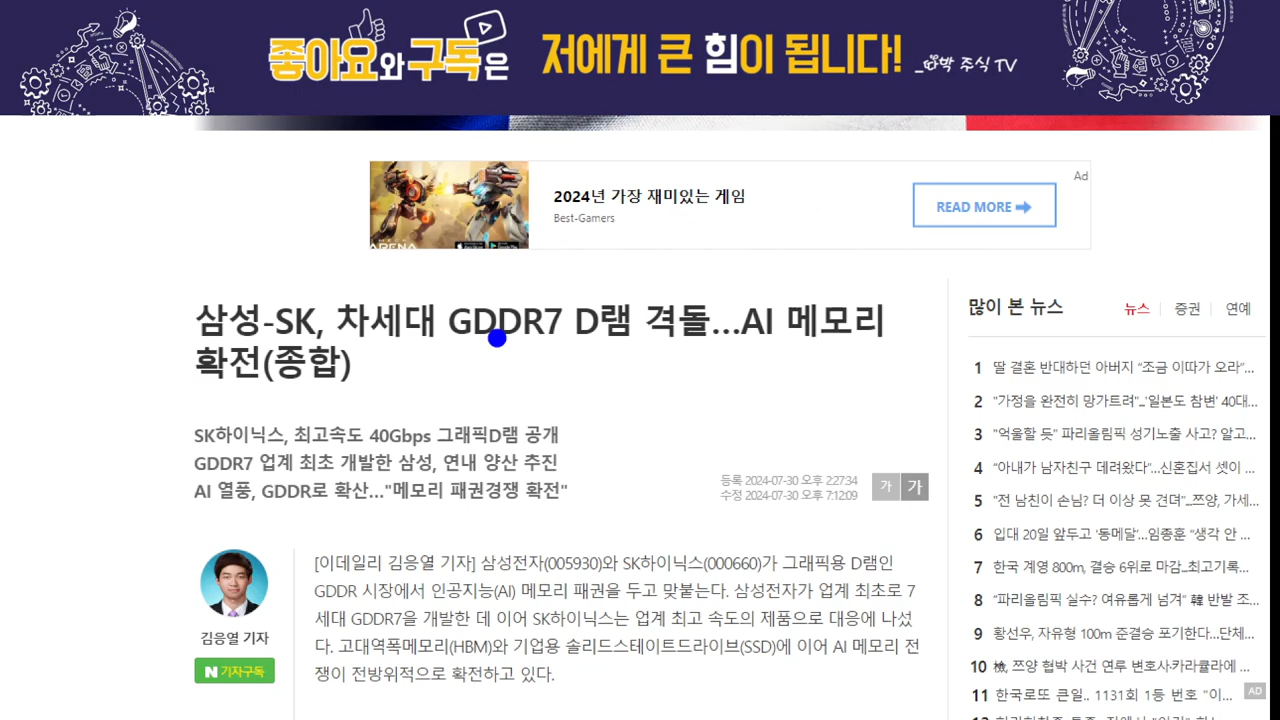 좋아요와 구독은 저에게 큰 힘이 됩니다!
박 주식 TV
Ad
2024년 가장 재미있는 게임
Best-Gamers
READ MORE
ARENA
삼성-SK, 차세대 GDDR7 D램 격돌…AI 메모리
확전(종합)
SK하이닉스, 최고속도 40Gbps 그래픽D램 공개
GDDR7 업계 최초 개발한 삼성, 연내 양산 추진
AI 열풍, GDDR로 확산…"메모리 패권경쟁 확전"
등록 2024-07-30 오후 2:27:34
수정 2024-07-30 오후 7:12:09
가 가
김응열 기자
N 기자구독
[이데일리 김응열 기자] 삼성전자(005930)와 SK하이닉스(000660)가 그래픽용 D램인
GDDR 시장에서 인공지능(AI) 메모리 패권을 두고 맞붙는다. 삼성전자가 업계 최초로 7
세대 GDDR7을 개발한 데 이어 SK하이닉스는 업계 최고 속도의 제품으로 대응에 나섰
다. 고대역폭메모리(HBM)와 기업용 솔리드스테이트드라이브(SSD)에 이어 AI 메모리 전
쟁이 전방위적으로 확전하고 있다.
많이 본 뉴스
뉴스 증권 연예
1 딸 결혼 반대하던 아버지 “조금 이따가 오라”...
2 "가정을 완전히 망가트려"...'일본도 참변' 40대...
3 "억울할 듯" 파리올림픽 성기노출 사고? 알고...
4 “아내가 남자친구 데려왔다”…신혼집서 셋이 ...
5 "전 남친이 손님? 더 이상 못 견뎌"...쯔양, 가세...
6 입대 20일 앞두고 ‘동메달’…임종훈 “생각 안 ...
7 한국 계영 800m, 결승 6위로 마감...최고기록...
8 “파리올림픽 실수? 여유롭게 넘겨” 韓 반발 조...
9 황선우, 자유형 100m 준결승 포기한다...단체...
10 檢, 쯔양 협박 사건 연루 변호사·카라큘라에 ...
11 한국로또 큰일.. 1131회 1등 번호 "이...
AD